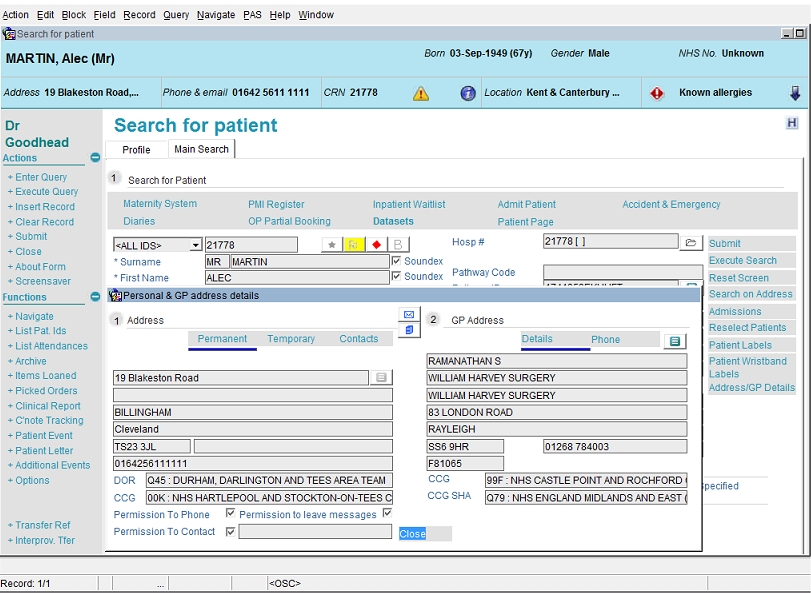 Action Edit Block Field Record Query Navigate PAS Help Window
Search for patient
MARTIN, Alec (Mr)
Born 03-Sep-1949 (67y) Gender Male NHS No. Unknown
Address 19 Blakeston Road,... Phone & email 01642 5611 1111 CRN 21778 Location Kent & Canterbury ... Known allergies
Dr
Goodhead
Actions
+ Enter Query
+ Execute Query
+ Insert Record
+ Clear Record
+ Submit
+ Close
+ About Form
+ Screensaver
Functions
+ Navigate
+ List Pat. Ids
+ List Attendances
+ Archive
+ Items Loaned
+ Picked Orders
+ Clinical Report
+ C'note Tracking
+ Patient Event
+ Patient Letter
+ Additional Events
+ Options
+ Transfer Ref
+ Interprov. Tfer
Search for patient H
Profile Main Search
1 Search for Patient
Maternity System PMI Register Inpatient Waitlist Admit Patient Accident & Emergency
Diaries OP Partial Booking Datasets Patient Page
<ALL IDS> 21778 B Hosp # 21778 [ ]
* Surname MR MARTIN Soundex
* First Name ALEC Soundex Pathway Code
Submit
Execute Search
Reset Screen
Search on Address
Admissions
Reselect Patients
Patient Labels
Patient Wristband
Labels
Address/GP Details
Personal & GP address details
1 Address
Permanent Temporary Contacts
19 Blakeston Road
BILLINGHAM
Cleveland
TS23 3JL
0164256111111
DOR Q45 : DURHAM, DARLINGTON AND TEES AREA TEAM
CCG 00K : NHS HARTLEPOOL AND STOCKTON-ON-TEES C
Permission To Phone Permission to leave messages
Permission To Contact
2 GP Address
Details Phone
RAMANATHAN S
WILLIAM HARVEY SURGERY
WILLIAM HARVEY SURGERY
83 LONDON ROAD
RAYLEIGH
SS6 9HR 01268 784003
F81065
CCG 99F : NHS CASTLE POINT AND ROCHFORD
CCG SHA Q79 : NHS ENGLAND MIDLANDS AND EAST (
Close
specified
Record: 1/1 ... <OSC>